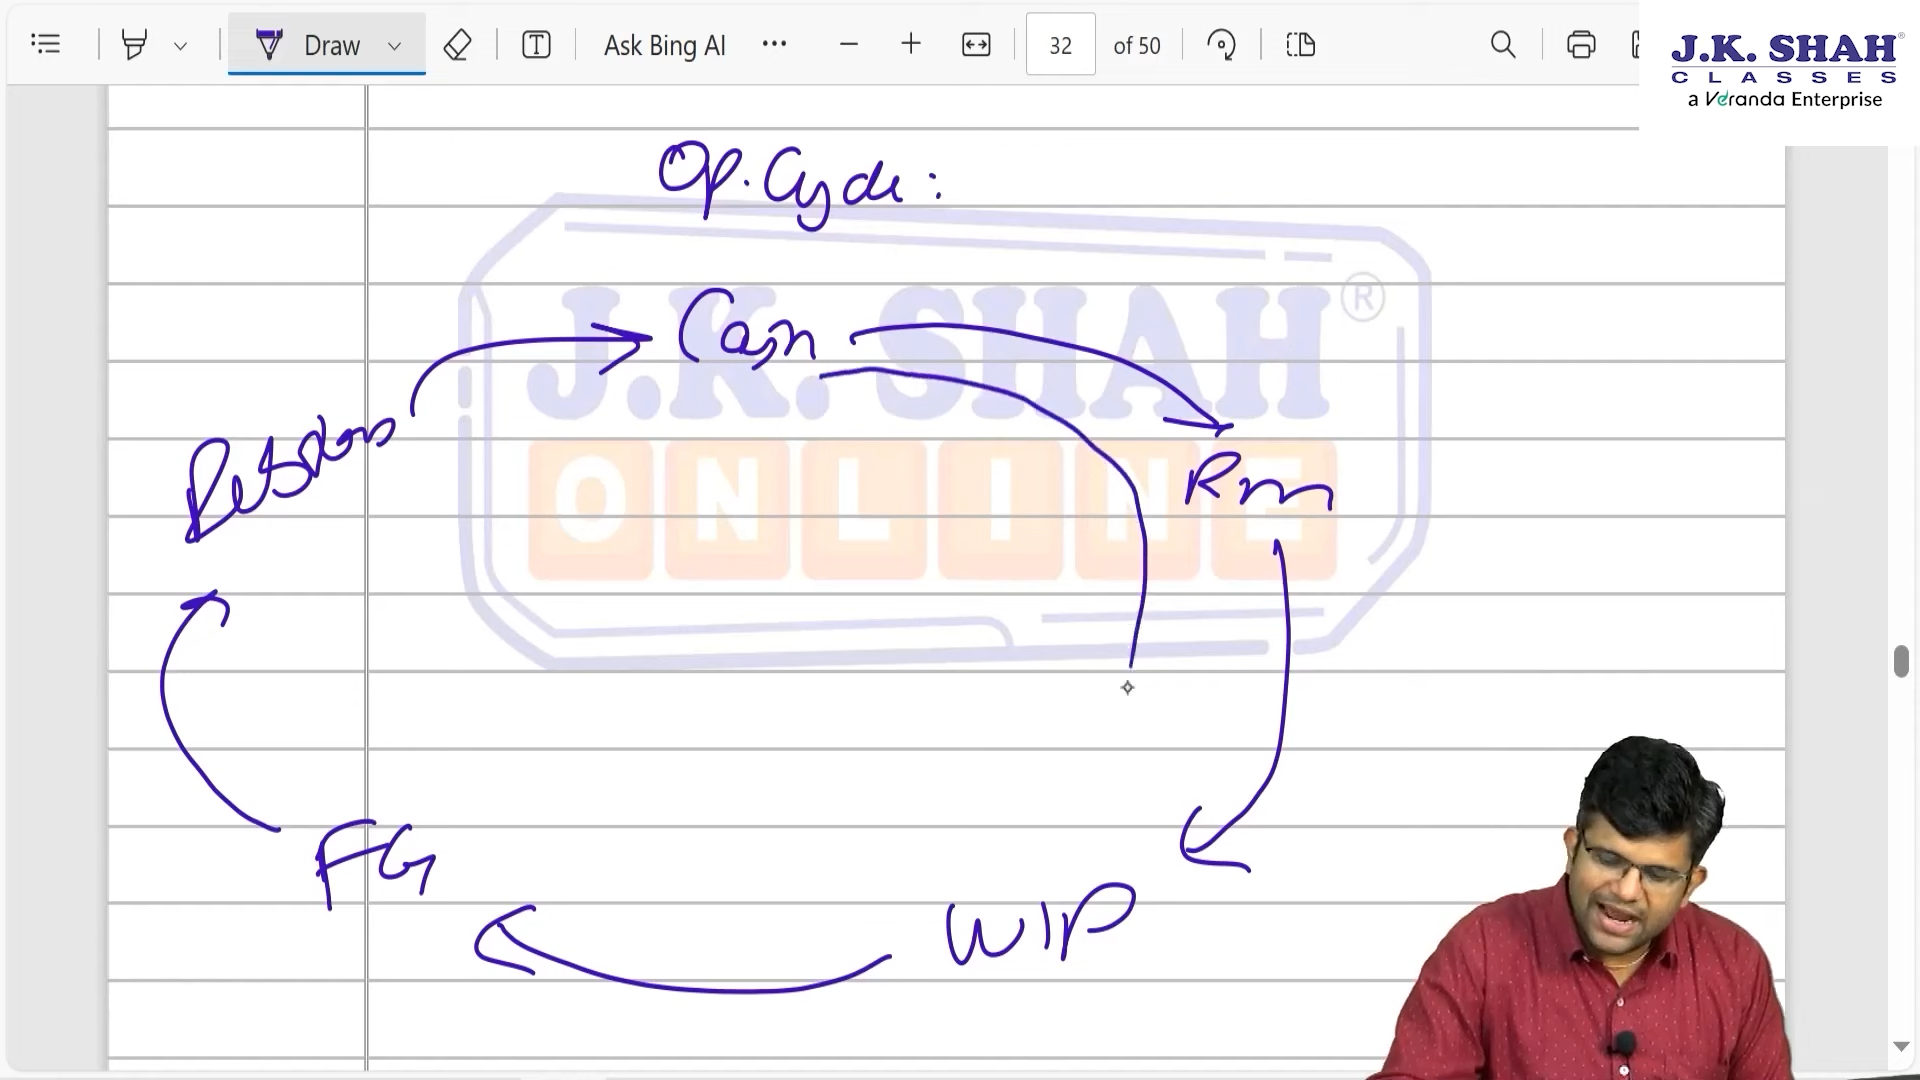 Draw
Ask Bing AI
32 of 50
J.K. SHAH®
CLASSES
a Veranda Enterprise
Op. Cycle :
Cash
Debtors
Rm
FG
WIP
J.K. SHAH ®
ONLINE